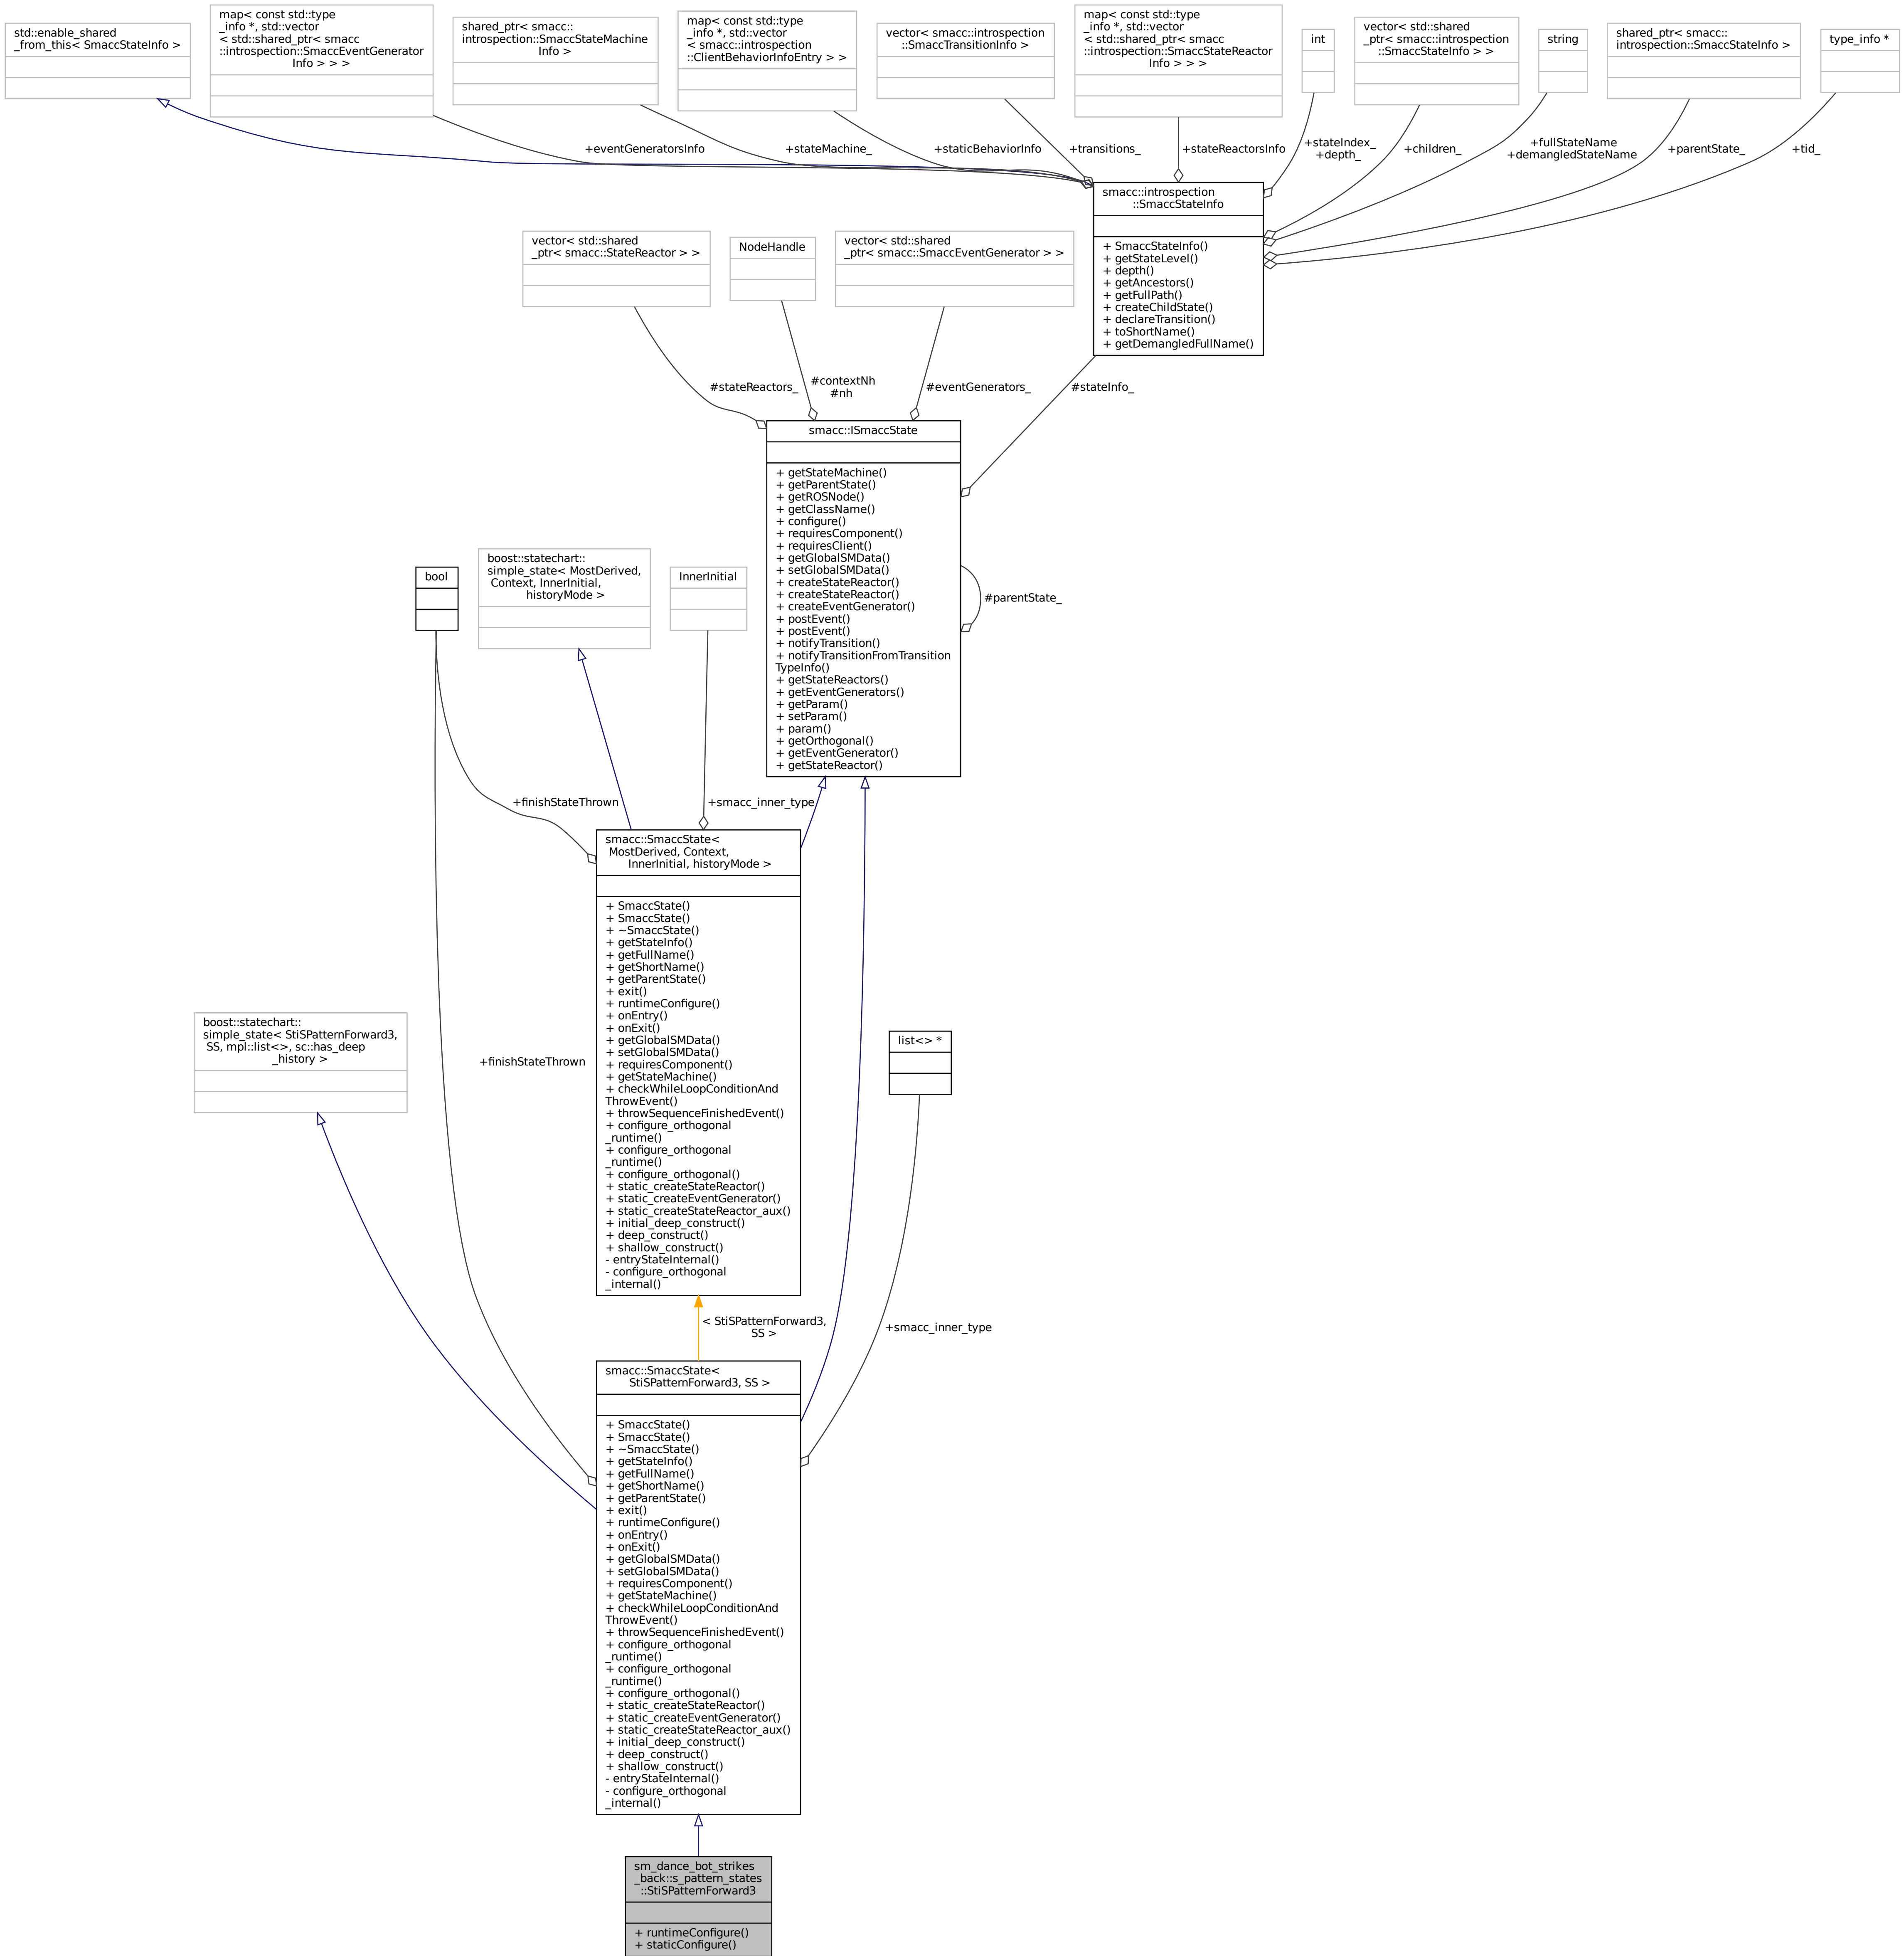 std::enable_shared
_from_this< SmaccStateInfo >
map< const std::type
_info *, std::vector
< std::shared_ptr< smacc
::introspection::SmaccEventGenerator
Info > > >
shared_ptr< smacc::
introspection::SmaccStateMachine
Info >
map< const std::type
_info *, std::vector
< smacc::introspection
::ClientBehaviorInfoEntry > >
vector< smacc::introspection
::SmaccTransitionInfo >
map< const std::type
_info *, std::vector
< std::shared_ptr< smacc
::introspection::SmaccStateReactor
Info > > >
int
vector< std::shared
_ptr< smacc::introspection
::SmaccStateInfo > >
string
shared_ptr< smacc::
introspection::SmaccStateInfo >
type_info *
+eventGeneratorsInfo
+stateMachine_
+staticBehaviorInfo
+transitions_
+stateReactorsInfo
+stateIndex_
+depth_
+children_
+fullStateName
+demangledStateName
+parentState_
+tid_
smacc::introspection
::SmaccStateInfo
+ SmaccStateInfo()
+ getStateLevel()
+ depth()
+ getAncestors()
+ getFullPath()
+ createChildState()
+ declareTransition()
+ toShortName()
+ getDemangledFullName()
vector< std::shared
_ptr< smacc::StateReactor > >
NodeHandle
vector< std::shared
_ptr< smacc::SmaccEventGenerator > >
#stateReactors_
#contextNh
#nh
#eventGenerators_
#stateInfo_
smacc::ISmaccState
+ getStateMachine()
+ getParentState()
+ getROSNode()
+ getClassName()
+ configure()
+ requiresComponent()
+ requiresClient()
+ getGlobalSMData()
+ setGlobalSMData()
+ createStateReactor()
+ createStateReactor()
+ createEventGenerator()
+ postEvent()
+ postEvent()
+ notifyTransition()
+ notifyTransitionFromTransition
TypeInfo()
+ getStateReactors()
+ getEventGenerators()
+ getParam()
+ setParam()
+ param()
+ getOrthogonal()
+ getEventGenerator()
+ getStateReactor()
#parentState_
bool
boost::statechart::
simple_state< MostDerived,
Context, InnerInitial,
historyMode >
InnerInitial
+finishStateThrown
+smacc_inner_type
smacc::SmaccState<
MostDerived, Context,
InnerInitial, historyMode >
+ SmaccState()
+ SmaccState()
+ ~SmaccState()
+ getStateInfo()
+ getFullName()
+ getShortName()
+ getParentState()
+ exit()
+ runtimeConfigure()
+ onEntry()
+ onExit()
+ getGlobalSMData()
+ setGlobalSMData()
+ requiresComponent()
+ getStateMachine()
+ checkWhileLoopConditionAnd
ThrowEvent()
+ throwSequenceFinishedEvent()
+ configure_orthogonal
_runtime()
+ configure_orthogonal
_runtime()
+ configure_orthogonal()
+ static_createStateReactor()
+ static_createEventGenerator()
+ static_createStateReactor_aux()
+ initial_deep_construct()
+ deep_construct()
+ shallow_construct()
- entryStateInternal()
- configure_orthogonal
_internal()
boost::statechart::
simple_state< StiSPatternForward3,
SS, mpl::list<>, sc::has_deep
_history >
+finishStateThrown
list<> *
< StiSPatternForward3,
SS >
+smacc_inner_type
smacc::SmaccState<
StiSPatternForward3, SS >
+ SmaccState()
+ SmaccState()
+ ~SmaccState()
+ getStateInfo()
+ getFullName()
+ getShortName()
+ getParentState()
+ exit()
+ runtimeConfigure()
+ onEntry()
+ onExit()
+ getGlobalSMData()
+ setGlobalSMData()
+ requiresComponent()
+ getStateMachine()
+ checkWhileLoopConditionAnd
ThrowEvent()
+ throwSequenceFinishedEvent()
+ configure_orthogonal
_runtime()
+ configure_orthogonal
_runtime()
+ configure_orthogonal()
+ static_createStateReactor()
+ static_createEventGenerator()
+ static_createStateReactor_aux()
+ initial_deep_construct()
+ deep_construct()
+ shallow_construct()
- entryStateInternal()
- configure_orthogonal
_internal()
sm_dance_bot_strikes
_back::s_pattern_states
::StiSPatternForward3
+ runtimeConfigure()
+ staticConfigure()